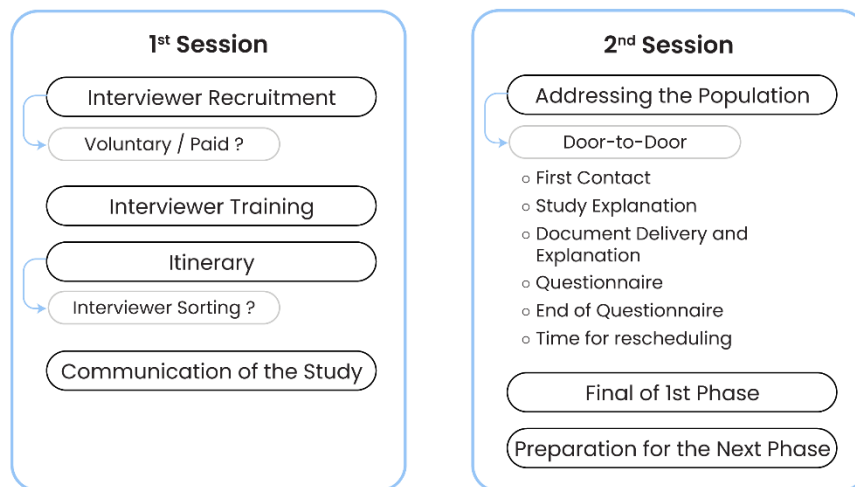 1st Session
Interviewer Recruitment
Voluntary / Paid ?
Interviewer Training
Itinerary
Interviewer Sorting ?
Communication of the Study
2nd Session
Addressing the Population
Door-to-Door
First Contact
Study Explanation
Document Delivery and
Explanation
Questionnaire
End of Questionnaire
Time for rescheduling
Final of 1st Phase
Preparation for the Next Phase